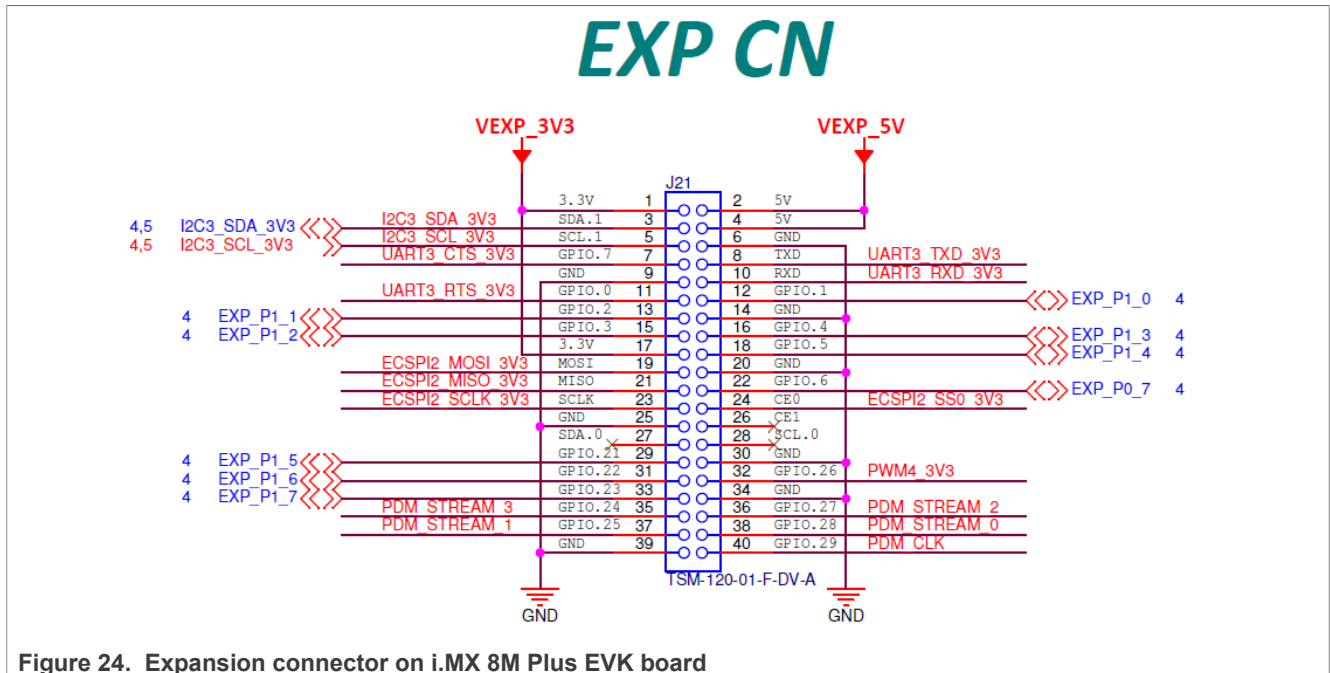 EXP CN
VEXP_3V3 VEXP_5V
J21
3.3V 1 2 5V
4,5 I2C3_SDA_3V3 I2C3_SDA_3V3 SDA.1 3 4 5V
4,5 I2C3_SCL_3V3 I2C3_SCL_3V3 SCL.1 5 6 GND
UART3_CTS_3V3 GPIO.7 7 8 TXD UART3_TXD_3V3
GND 9 10 RXD UART3_RXD_3V3
UART3_RTS_3V3 GPIO.0 11 12 GPIO.1 EXP_P1_0 4
4 EXP_P1_1 GPIO.2 13 14 GND
4 EXP_P1_2 GPIO.3 15 16 GPIO.4 EXP_P1_3 4
3.3V 17 18 GPIO.5 EXP_P1_4 4
ECSPI2_MOSI_3V3 MOSI 19 20 GND
ECSPI2_MISO_3V3 MISO 21 22 GPIO.6 EXP_P0_7 4
ECSPI2_SCLK_3V3 SCLK 23 24 CE0 ECSPI2_SS0_3V3
GND 25 26 CE1
SDA.0 27 28 SCL.0
4 EXP_P1_5 GPIO.21 29 30 GND
4 EXP_P1_6 GPIO.22 31 32 GPIO.26 PWM4_3V3
4 EXP_P1_7 GPIO.23 33 34 GND
PDM_STREAM_3 GPIO.24 35 36 GPIO.27 PDM_STREAM_2
PDM_STREAM_1 GPIO.25 37 38 GPIO.28 PDM_STREAM_0
GND 39 40 GPIO.29 PDM_CLK
TSM-120-01-F-DV-A
GND GND
Figure 24. Expansion connector on i.MX 8M Plus EVK board